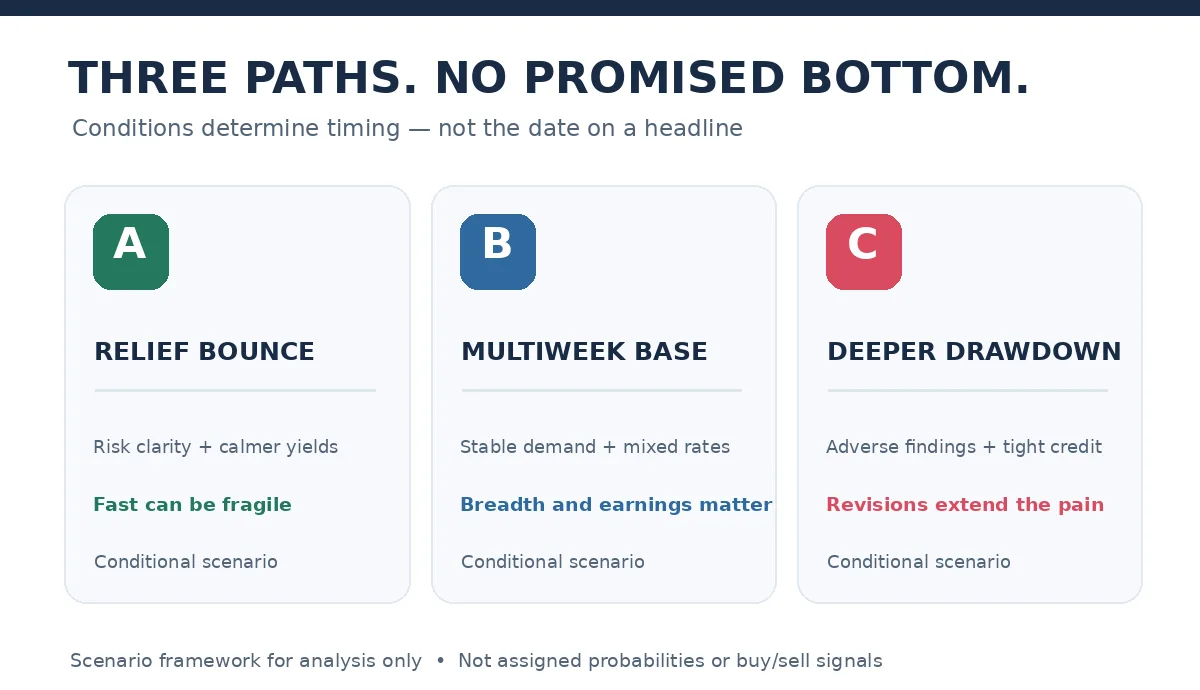 THREE PATHS. NO PROMISED BOTTOM.
Conditions determine timing — not the date on a headline
A
RELIEF BOUNCE
Risk clarity + calmer yields
Fast can be fragile
Conditional scenario
B
MULTIWEEK BASE
Stable demand + mixed rates
Breadth and earnings matter
Conditional scenario
C
DEEPER DRAWDOWN
Adverse findings + tight credit
Revisions extend the pain
Conditional scenario
Scenario framework for analysis only • Not assigned probabilities or buy/sell signals